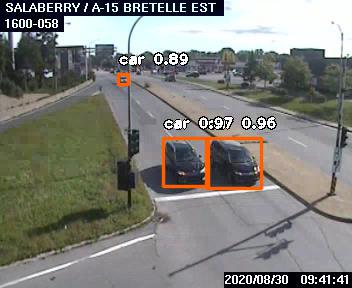 SALABERRY / A-15 BRETELLE EST
1600-058
car 0.89
car 0.97 0.96
2020/08/30 09:41:41